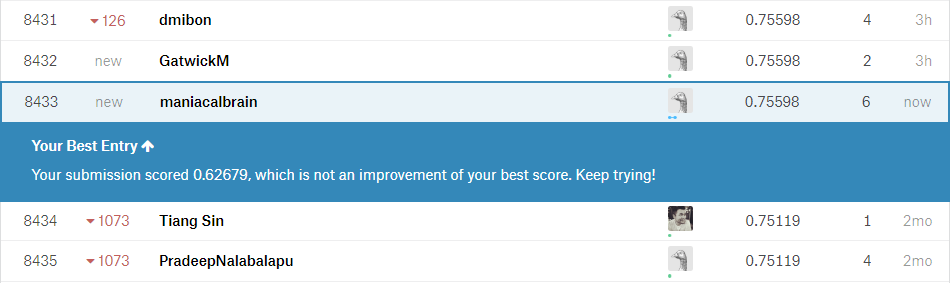 8431 126 dmibon 0.75598 4 3h
8432 new GatwickM 0.75598 2 3h
8433 new maniacalbrain 0.75598 6 now
Your Best Entry
Your submission scored 0.62679, which is not an improvement of your best score. Keep trying!
8434 1073 Tiang Sin 0.75119 1 2mo
8435 1073 PradeepNalabalapu 0.75119 4 2mo